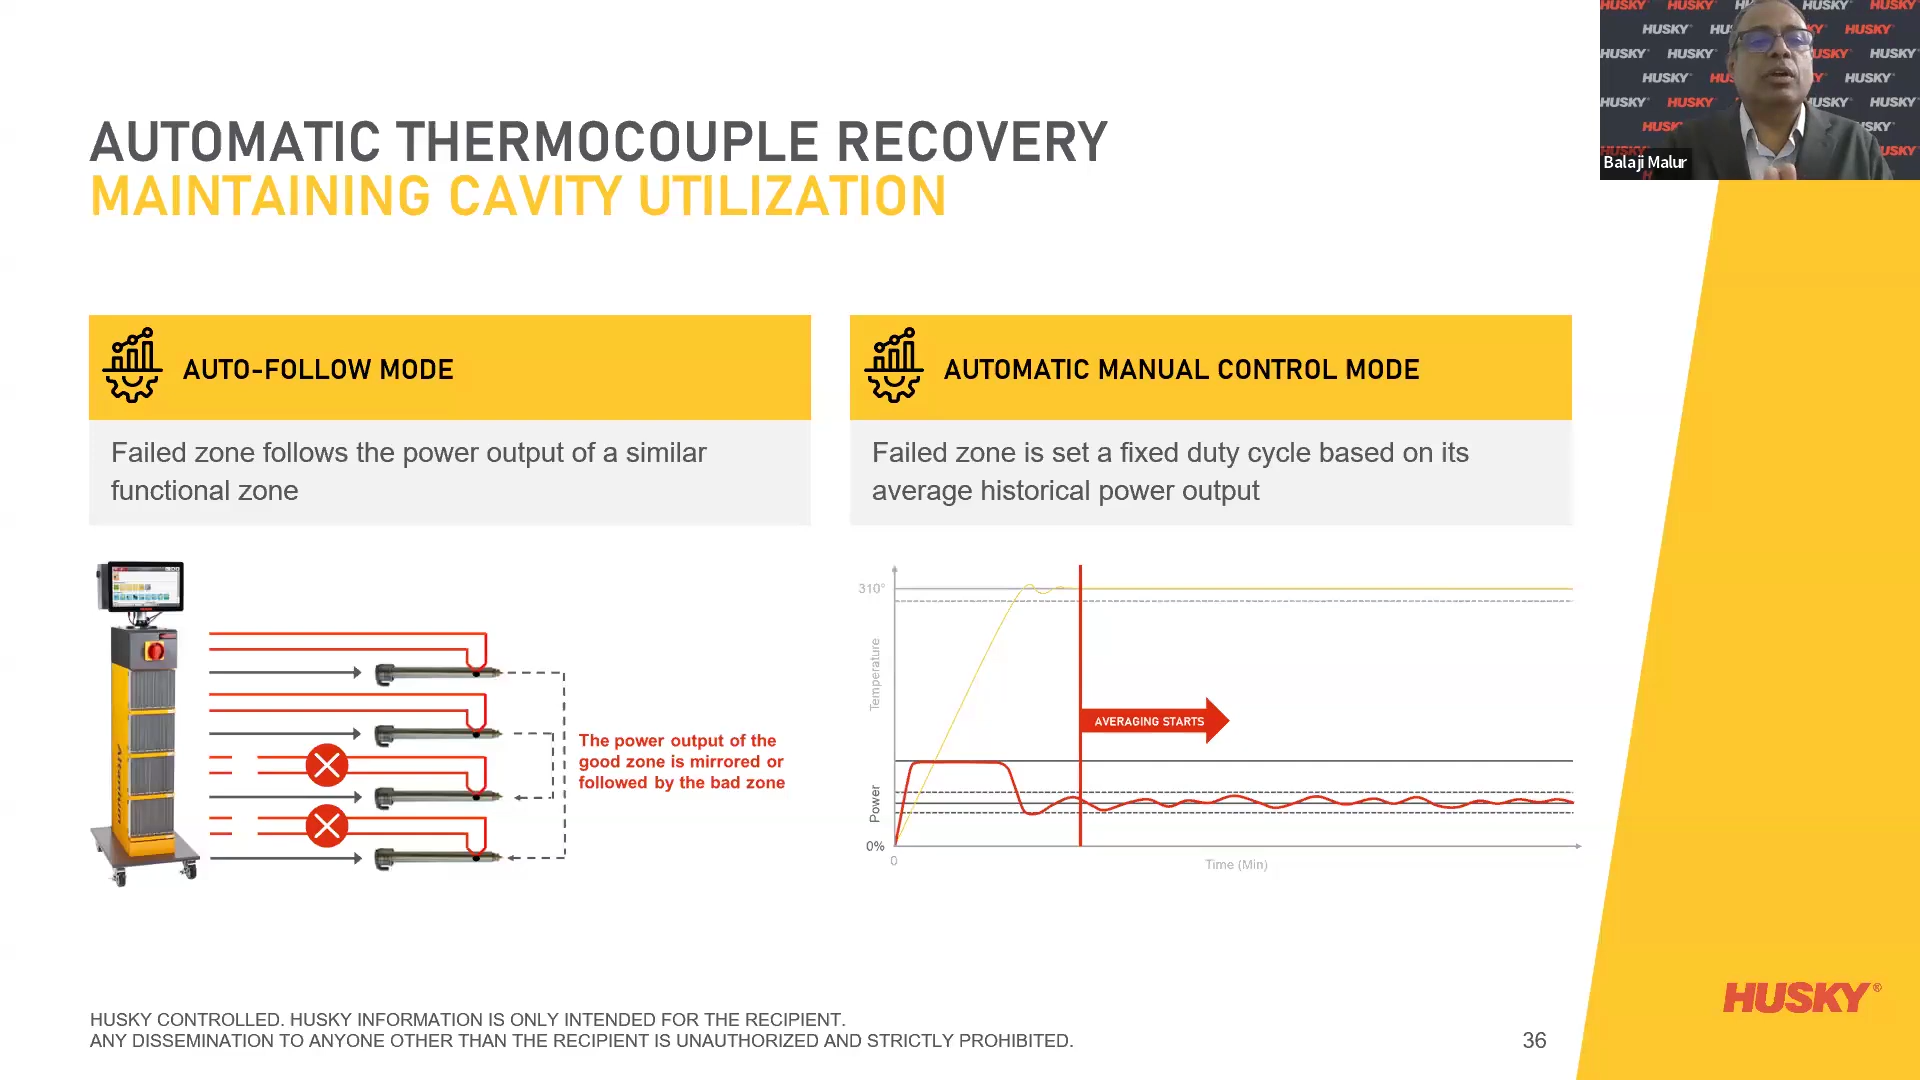 AUTOMATIC THERMOCOUPLE RECOVERY
MAINTAINING CAVITY UTILIZATION
HUSKY
Balaji Malur
AUTO-FOLLOW MODE
Failed zone follows the power output of a similar
functional zone
AUTOMATIC MANUAL CONTROL MODE
Failed zone is set a fixed duty cycle based on its
average historical power output
Altanium
The power output of the
good zone is mirrored or
followed by the bad zone
310°
Temperature
AVERAGING STARTS
Power
0%
0
Time (Min)
HUSKY®
HUSKY CONTROLLED. HUSKY INFORMATION IS ONLY INTENDED FOR THE RECIPIENT.
ANY DISSEMINATION TO ANYONE OTHER THAN THE RECIPIENT IS UNAUTHORIZED AND STRICTLY PROHIBITED.
36